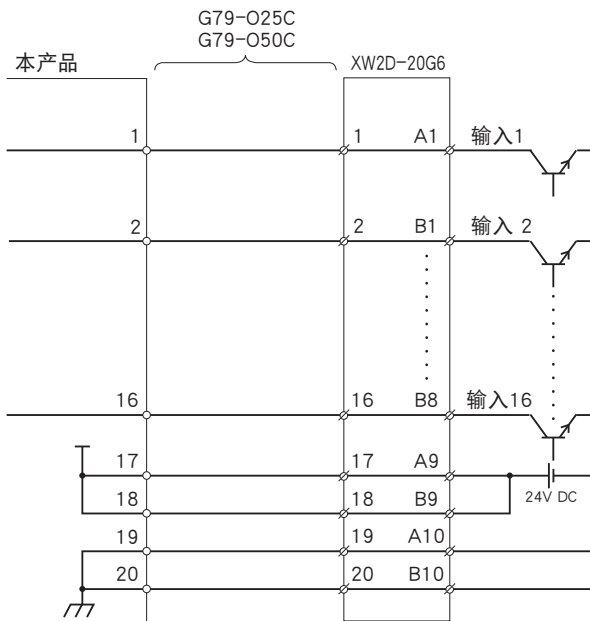 G79-O25C
G79-O50C
本产品
XW2D-20G6
1 1 A1 输入1
2 2 B1 输入 2
16 16 B8 输入16
17 17 A9
18 18 B9 24V DC
19 19 A10
20 20 B10